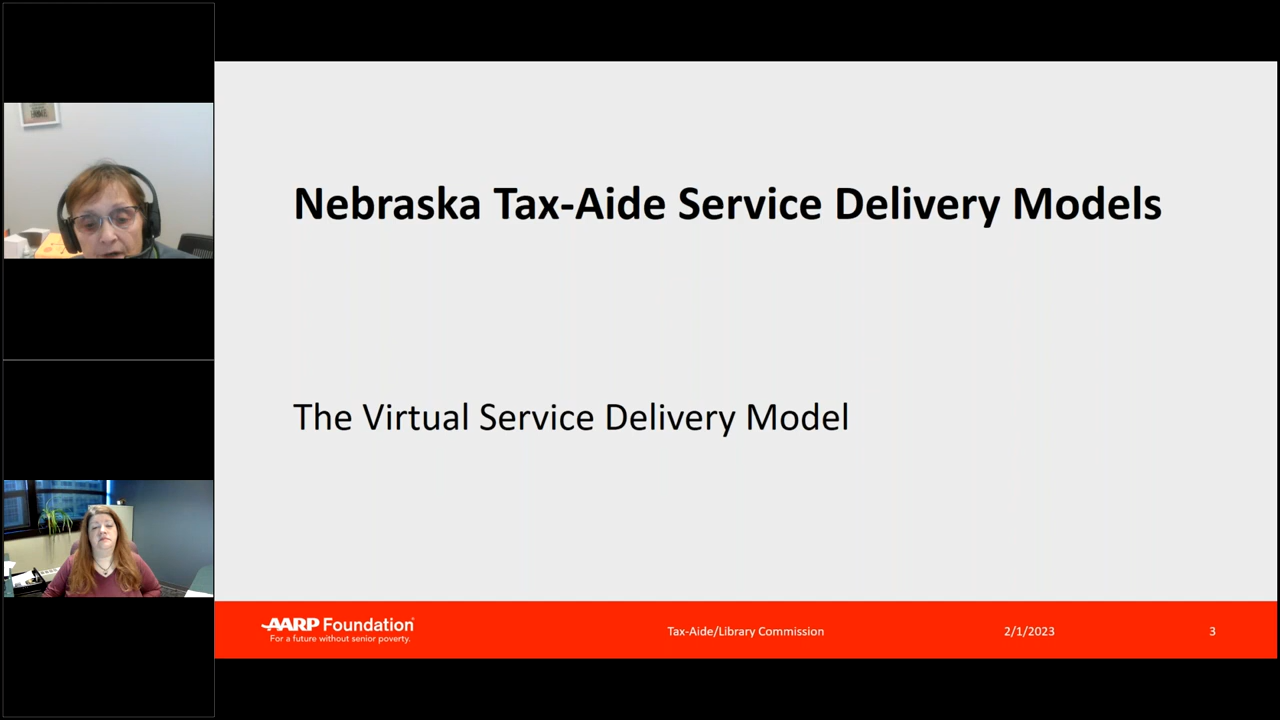 Nebraska Tax-Aide Service Delivery Models
The Virtual Service Delivery Model
AARP Foundation
For a future without senior poverty.
Tax-Aide/Library Commission
2/1/2023
3